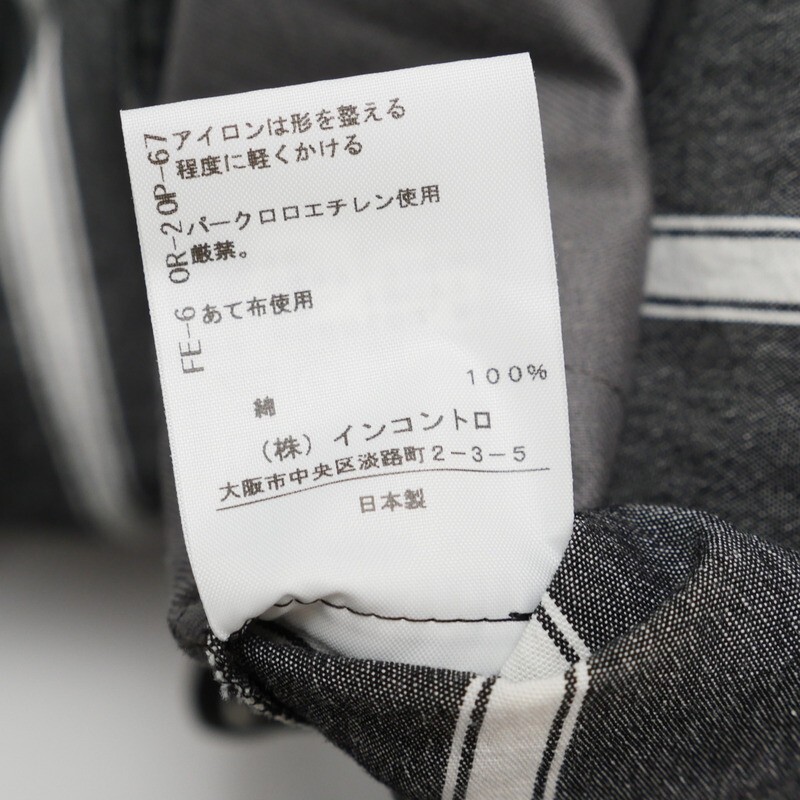 アイロンは形を整える
程度に軽くかける
パークロロエチレン使用
厳禁。
あて布使用
OP-67
OR-2
FE-6
綿 100%
(株) インコントロ
大阪市中央区淡路町2-3-5
日本製